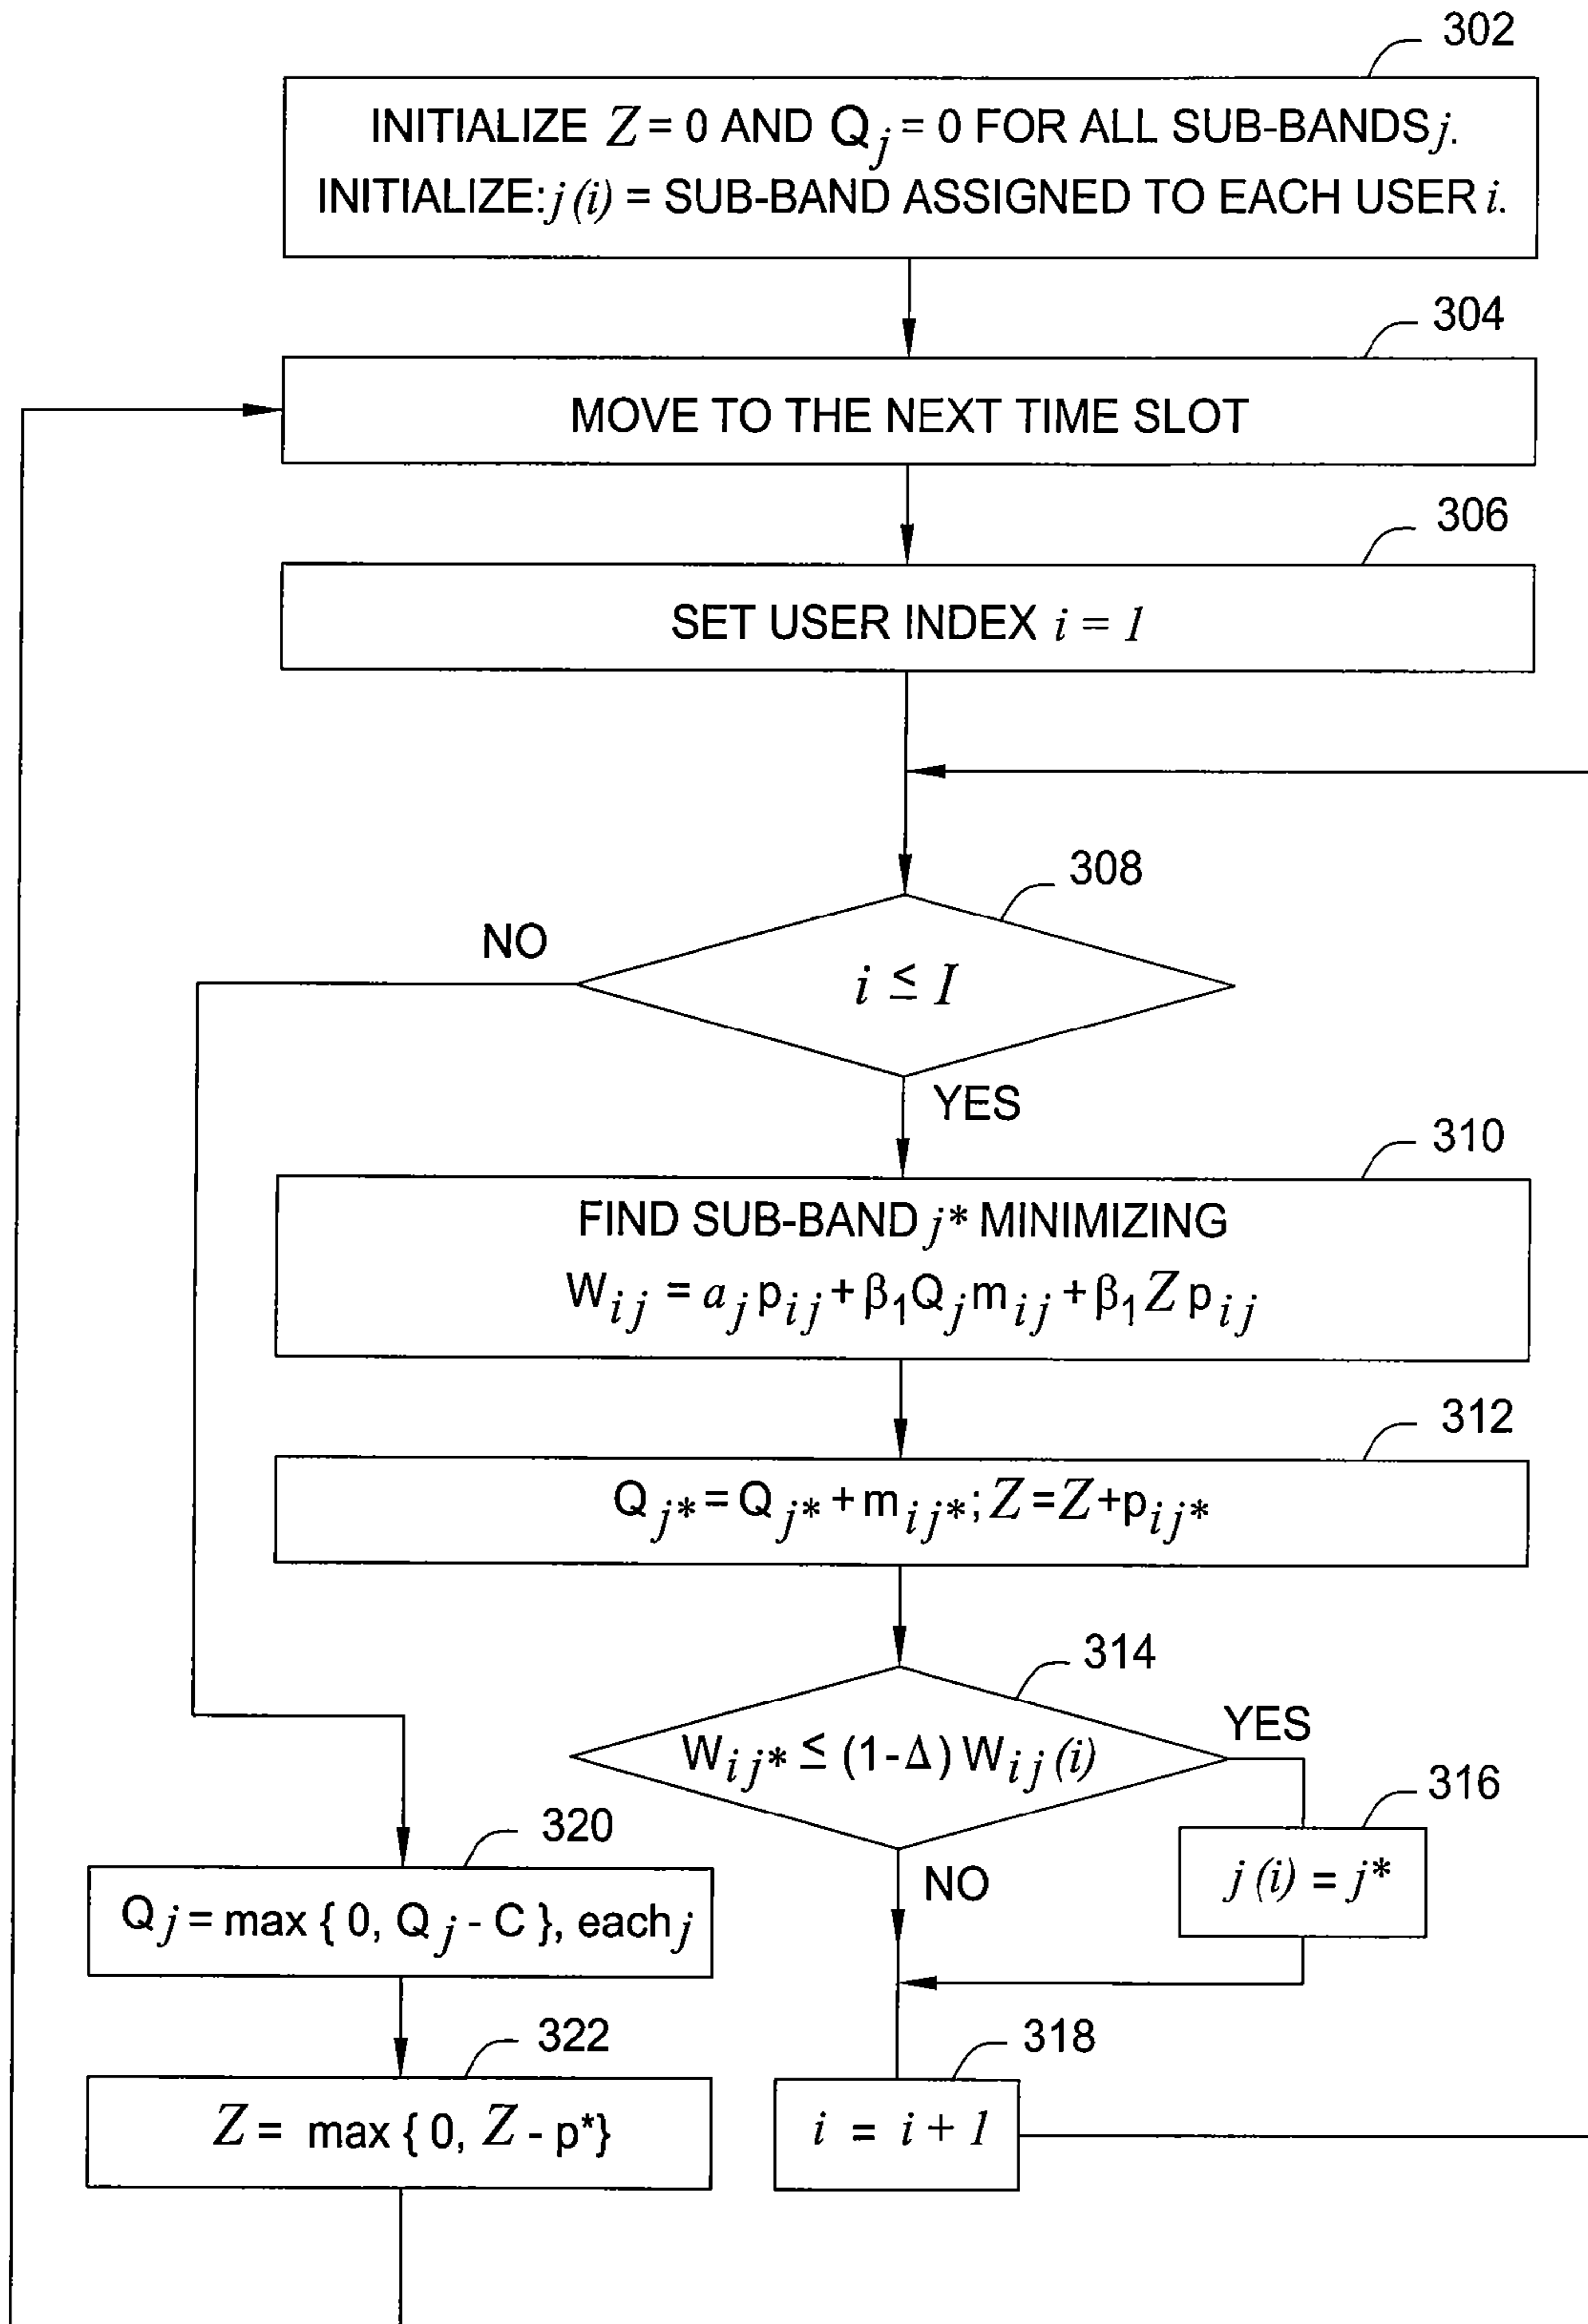 302
INITIALIZE Z = 0 AND Q_j = 0 FOR ALL SUB-BANDS j.
INITIALIZE: j (i) = SUB-BAND ASSIGNED TO EACH USER i.
304
MOVE TO THE NEXT TIME SLOT
306
SET USER INDEX i = 1
308
NO
i ≤ I
YES
310
FIND SUB-BAND j* MINIMIZING
W_ij = a_j p_ij + β_1 Q_j m_ij + β_1 Z p_ij
312
Q_j* = Q_j* + m_ij* ; Z = Z + p_ij*
314
YES
W_ij* ≤ (1-Δ) W_ij (i)
316
j (i) = j*
320
NO
Q_j = max { 0, Q_j - C }, each j
322
318
Z = max { 0, Z - p* }
i = i + 1